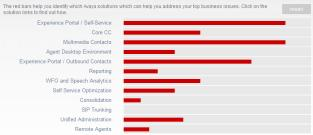 The red bars help you identify which Avaya solutions which can help you address your top business issues. Click on the
solution links to find out how.
Experience Portal / Self-Service
Core CC
Multimedia Contacts
Agent Desktop Environment
Experience Portal / Outbound Contacts
Reporting
WFO and Speech Analytics
Self Service Optimization
Consolidation
SIP Trunking
Unified Administration
Remote Agents